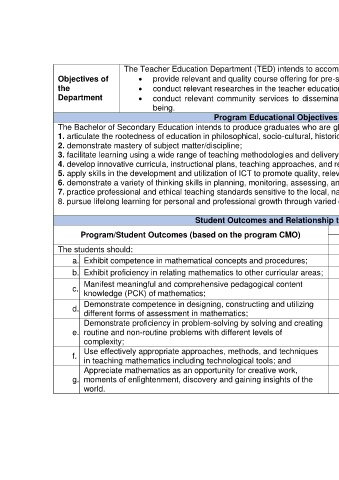 The Teacher Education Department (TED) intends to accom
Objectives of
the
Department
• provide relevant and quality course offering for pre-s
• conduct relevant researches in the teacher education
• conduct relevant community services to disseminat
being.
Program Educational Objectives
The Bachelor of Secondary Education intends to produce graduates who are gl
1. articulate the rootedness of education in philosophical, socio-cultural, historic
2. demonstrate mastery of subject matter/discipline;
3. facilitate learning using a wide range of teaching methodologies and delivery
4. develop innovative curricula, instructional plans, teaching approaches, and re
5. apply skills in the development and utilization of ICT to promote quality, relev
6. demonstrate a variety of thinking skills in planning, monitoring, assessing, an
7. practice professional and ethical teaching standards sensitive to the local, na
8. pursue lifelong learning for personal and professional growth through varied
Student Outcomes and Relationship t
Program/Student Outcomes (based on the program CMO)
The students should:
a. Exhibit competence in mathematical concepts and procedures;
b. Exhibit proficiency in relating mathematics to other curricular areas;
c. Manifest meaningful and comprehensive pedagogical content
knowledge (PCK) of mathematics;
d. Demonstrate competence in designing, constructing and utilizing
different forms of assessment in mathematics;
e. Demonstrate proficiency in problem-solving by solving and creating
routine and non-routine problems with different levels of
complexity;
f. Use effectively appropriate approaches, methods, and techniques
in teaching mathematics including technological tools; and
g. Appreciate mathematics as an opportunity for creative work,
moments of enlightenment, discovery and gaining insights of the
world.